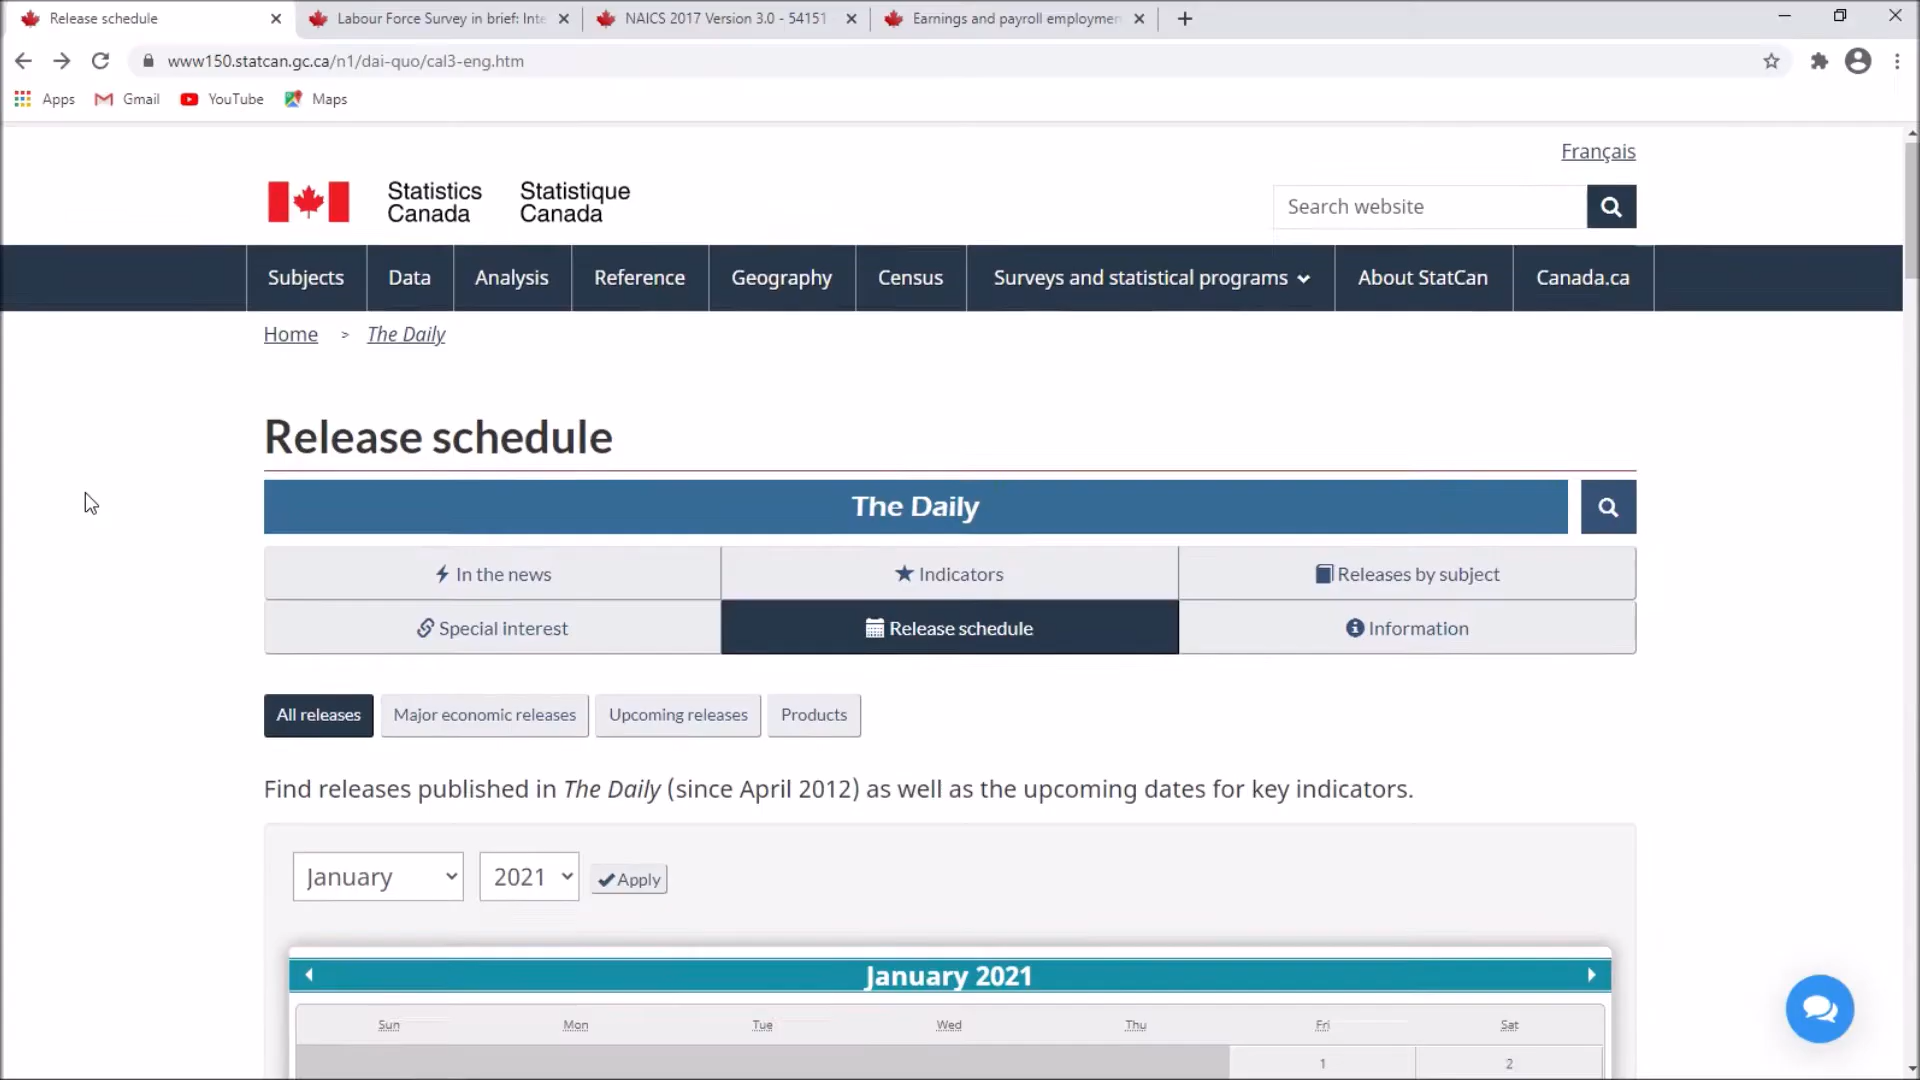 Release schedule
Labour Force Survey in brief: Inte
NAICS 2017 Version 3.0 - 54151
Earnings and payroll employmen
www150.statcan.gc.ca/n1/dai-quo/cal3-eng.htm
Apps Gmail YouTube Maps
Français
Statistics Canada
Statistique Canada
Search website
Subjects Data Analysis Reference Geography Census Surveys and statistical programs About StatCan Canada.ca
Home > The Daily
Release schedule
The Daily
In the news Indicators Releases by subject
Special interest Release schedule Information
All releases Major economic releases Upcoming releases Products
Find releases published in The Daily (since April 2012) as well as the upcoming dates for key indicators.
January 2021 Apply
January 2021
Sun Mon Tue Wed Thu Fri Sat
1 2